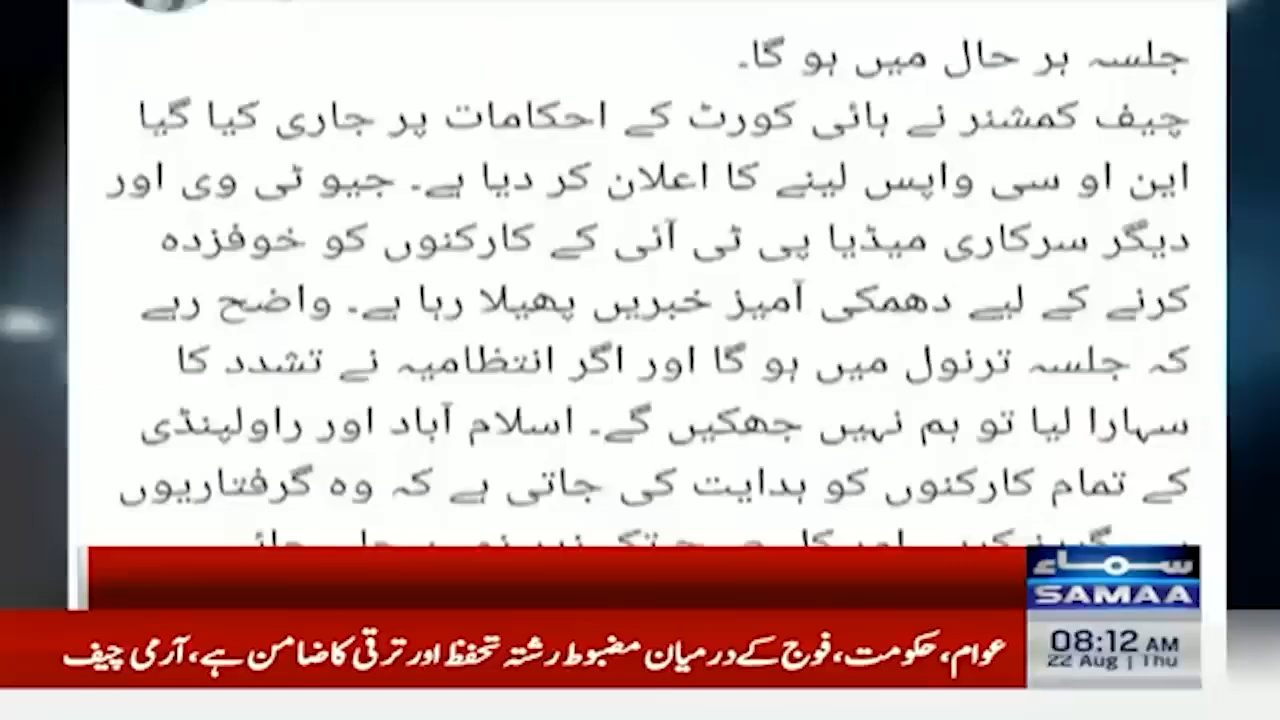 جلسہ ہر حال میں ہو گا۔
چیف کمشنر نے ہائی کورٹ کے احکامات پر جاری کیا گیا
این او سی واپس لینے کا اعلان کر دیا ہے۔ جیو ٹی وی اور
دیگر سرکاری میڈیا پی ٹی آئی کے کارکنوں کو خوفزدہ
کرنے کے لیے دھمکی آمیز خبریں پھیلا رہا ہے۔ واضح رہے
کہ جلسہ ترنول میں ہو گا اور اگر انتظامیہ نے تشدد کا
سہارا لیا تو ہم نہیں جھکیں گے۔ اسلام آباد اور راولپنڈی
کے تمام کارکنوں کو ہدایت کی جاتی ہے کہ وہ گرفتاریوں
سماء
SAMAA
عوام، حکومت، فوج کے درمیان مضبوط رشتہ تحفظ اور ترقی کا ضامن ہے، آرمی چیف
08:12 AM
22 Aug | Thu